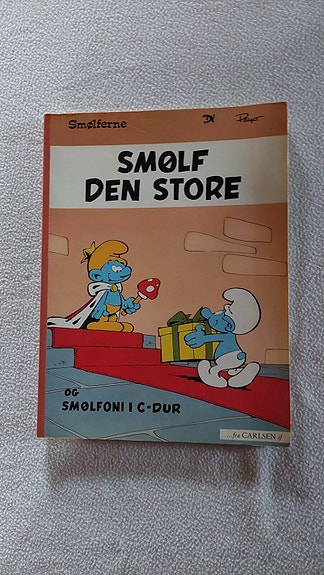 Smølferne
Peyo
SMØLF
DEN STORE
OG
SMØLFONI I C-DUR
...fra CARLSEN if